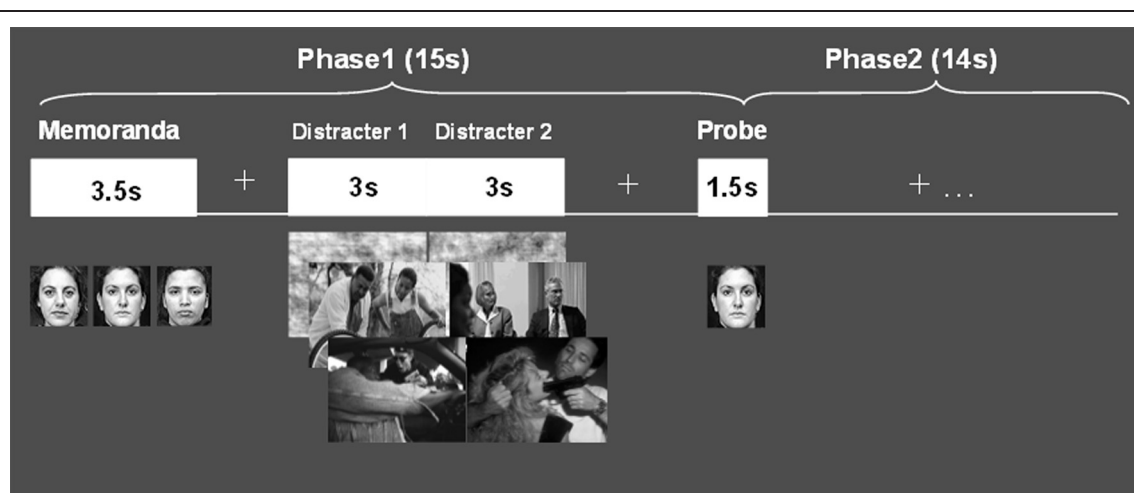 Phase1 (15s) Phase2 (14s)
Memoranda Distracter 1 Distracter 2 Probe
3.5s + 3s 3s + 1.5s + ...